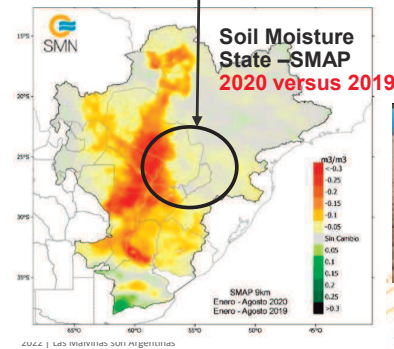 SMN
Soil Moisture
State –SMAP
2020 versus 2019
15°S
20°S
25°S
30°S
35°S
65°O
60°O
55°O
50°O
45°O
m3/m3
<-0.3
-0.25
-0.2
-0.15
-0.1
-0.05
Sin Cambio
0.05
0.1
0.15
0.2
0.25
>0.3
SMAP 9km
Enero - Agosto 2020
Enero - Agosto 2019
2022 | Las Malvinas son Argentinas